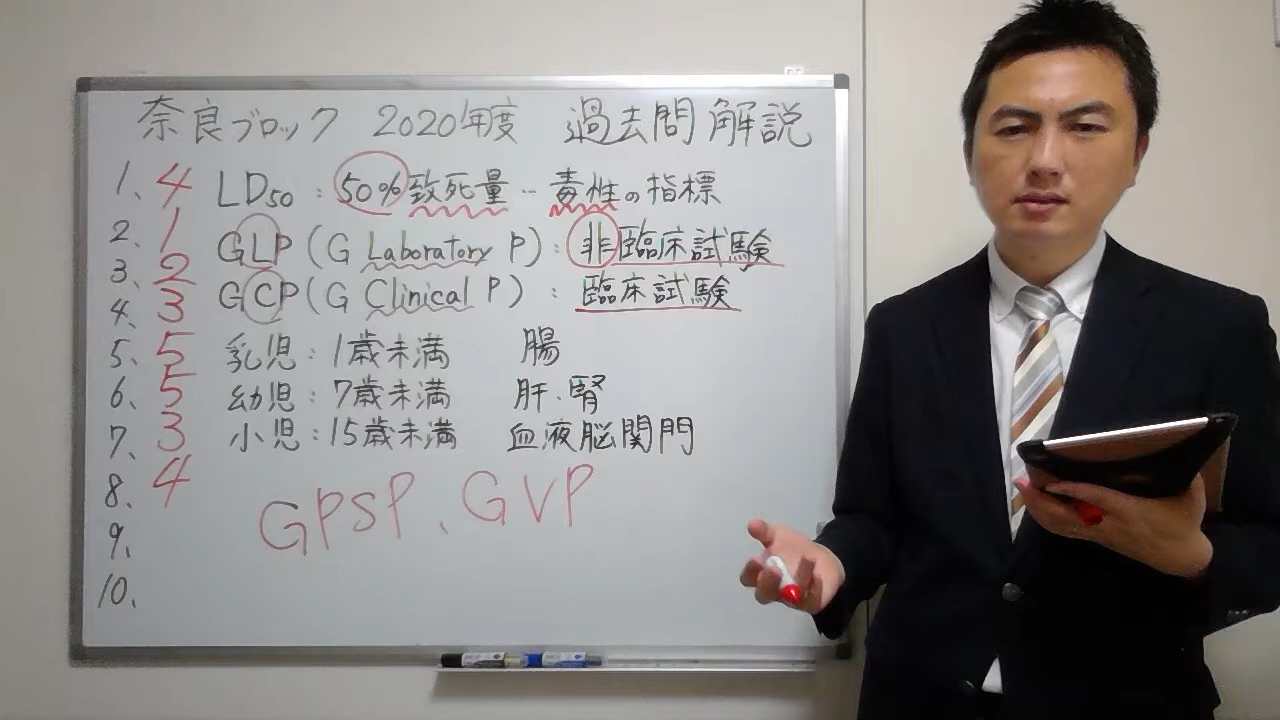 奈良ブロック 2020年度 過去問解説
1. 4 LD50 : 50%致死量 … 毒性の指標
2. 1 GLP (G Laboratory P) : 非臨床試験
3. 2 GCP (G Clinical P) : 臨床試験
4. 3
5. 5 乳児 : 1歳未満 腸
6. 5 幼児 : 7歳未満 肝、腎
7. 3 小児 : 15歳未満 血液脳関門
8. 4 GPSP、GVP
9.
10.